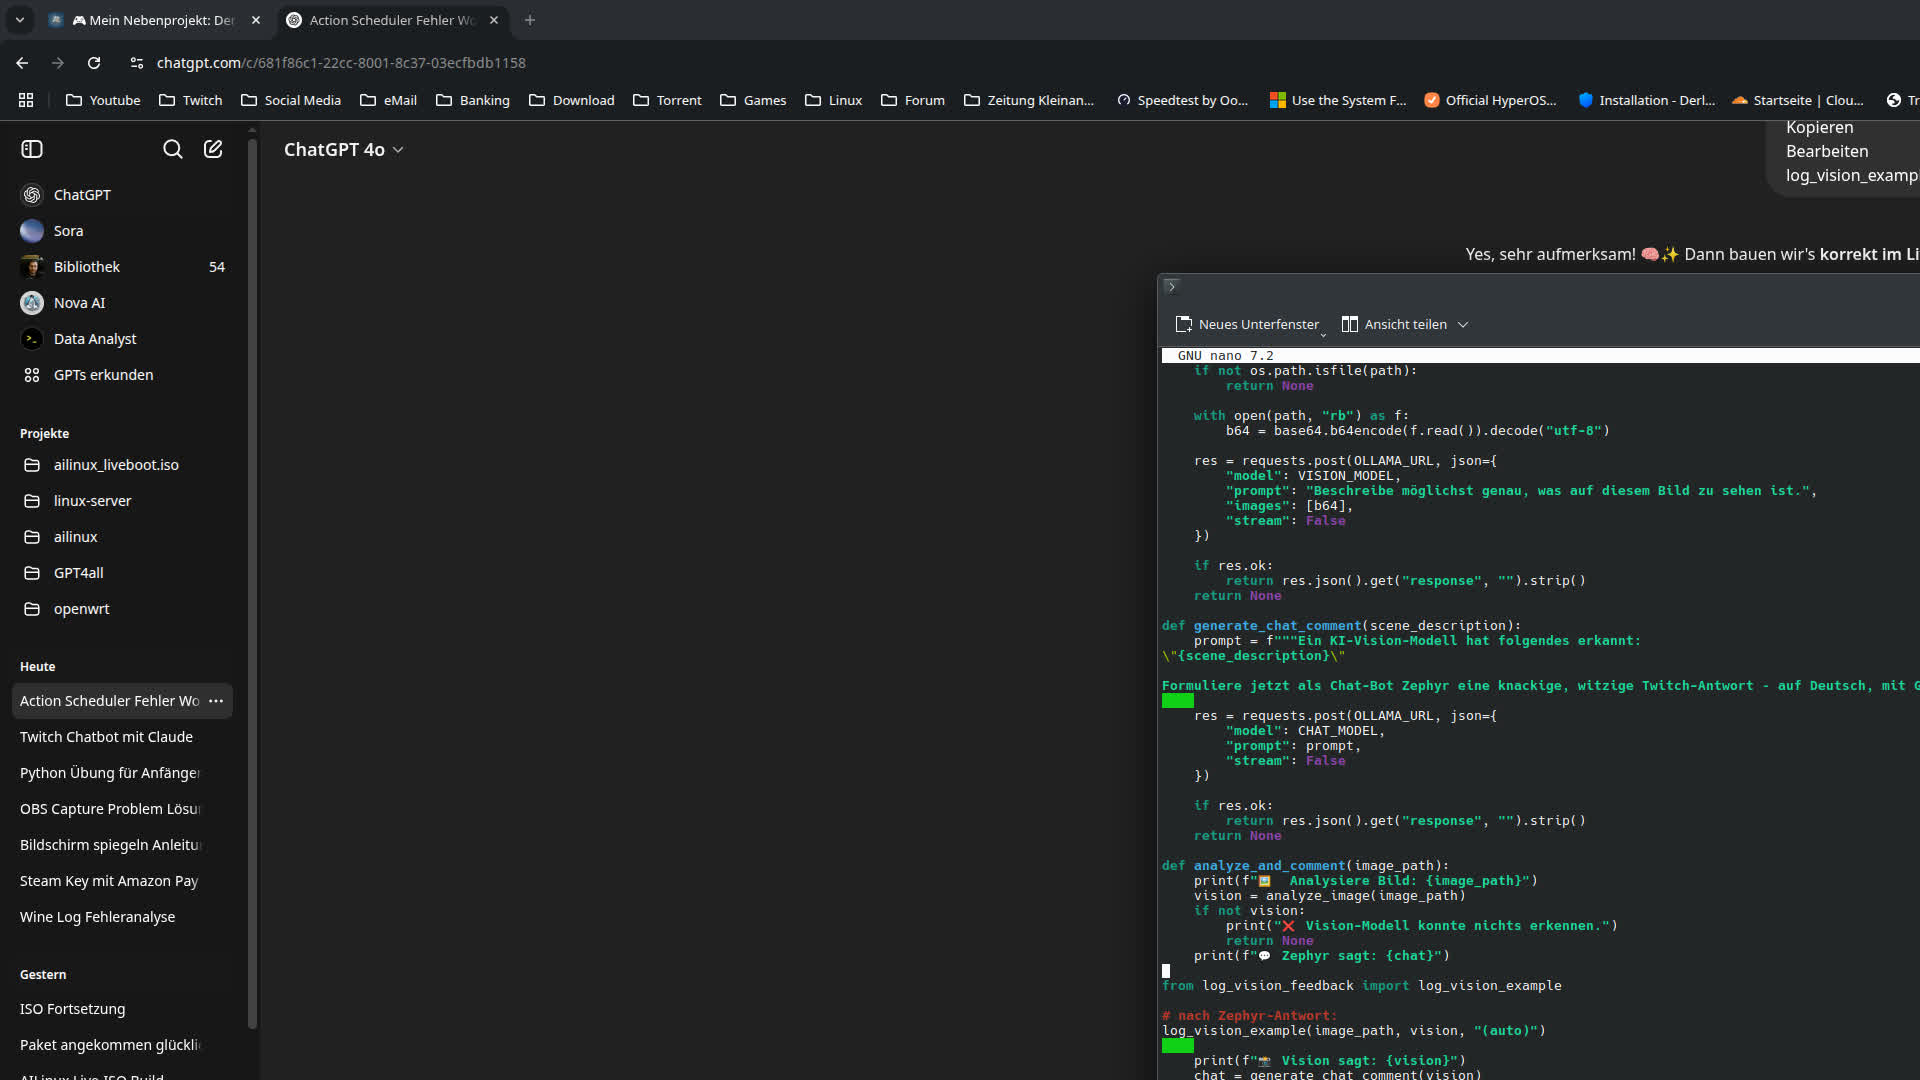 🎮 Mein Nebenprojekt: De
Action Scheduler Fehler Wo
chatgpt.com/c/681f86c1-22cc-8001-8c37-03ecfbdb1158
Youtube
Twitch
Social Media
eMail
Banking
Download
Torrent
Games
Linux
Forum
Zeitung Kleinan...
Speedtest by Oo...
Use the System F...
Official HyperOS...
Installation - Derl...
Startseite | Clou...
Tr
ChatGPT 4o
Kopieren
Bearbeiten
log_vision_exampl
ChatGPT
Sora
Bibliothek 54
Nova AI
Data Analyst
GPTs erkunden
Projekte
ailinux_liveboot.iso
linux-server
ailinux
GPT4all
openwrt
Heute
Action Scheduler Fehler Wo
Twitch Chatbot mit Claude
Python Übung für Anfänger
OBS Capture Problem Lösu
Bildschirm spiegeln Anleitu
Steam Key mit Amazon Pay
Wine Log Fehleranalyse
Gestern
ISO Fortsetzung
Paket angekommen glückli
AILinux Live ISO Build
Yes, sehr aufmerksam! 🧠✨ Dann bauen wir's korrekt im Li
Neues Unterfenster
Ansicht teilen
GNU nano 7.2
    if not os.path.isfile(path):
        return None
    with open(path, "rb") as f:
        b64 = base64.b64encode(f.read()).decode("utf-8")
    res = requests.post(OLLAMA_URL, json={
        "model": VISION_MODEL,
        "prompt": "Beschreibe möglichst genau, was auf diesem Bild zu sehen ist.",
        "images": [b64],
        "stream": False
    })
    if res.ok:
        return res.json().get("response", "").strip()
    return None
def generate_chat_comment(scene_description):
    prompt = f"""Ein KI-Vision-Modell hat folgendes erkannt:
\"{scene_description}\"
Formuliere jetzt als Chat-Bot Zephyr eine knackige, witzige Twitch-Antwort - auf Deutsch, mit G
    res = requests.post(OLLAMA_URL, json={
        "model": CHAT_MODEL,
        "prompt": prompt,
        "stream": False
    })
    if res.ok:
        return res.json().get("response", "").strip()
    return None
def analyze_and_comment(image_path):
    print(f"🖼️ Analysiere Bild: {image_path}")
    vision = analyze_image(image_path)
    if not vision:
        print("❌ Vision-Modell konnte nichts erkennen.")
        return None
    print(f"💬 Zephyr sagt: {chat}")
from log_vision_feedback import log_vision_example
# nach Zephyr-Antwort:
log_vision_example(image_path, vision, "(auto)")
    print(f"📸 Vision sagt: {vision}")
    chat = generate_chat_comment(vision)